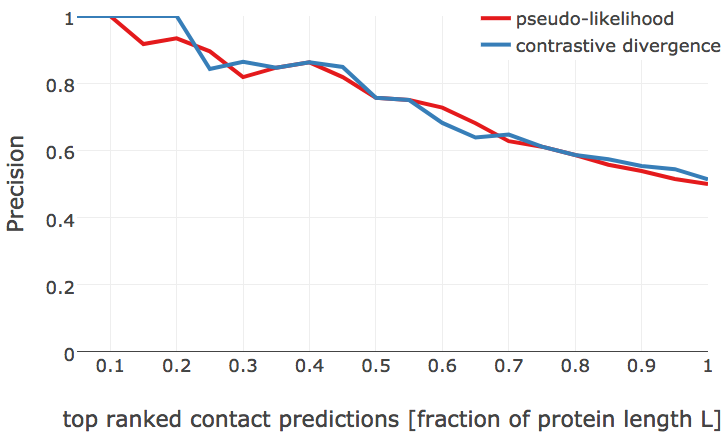 pseudo-likelihood
contrastive divergence
Precision
1
0.8
0.6
0.4
0.2
0
0.1 0.2 0.3 0.4 0.5 0.6 0.7 0.8 0.9 1
top ranked contact predictions [fraction of protein length L]